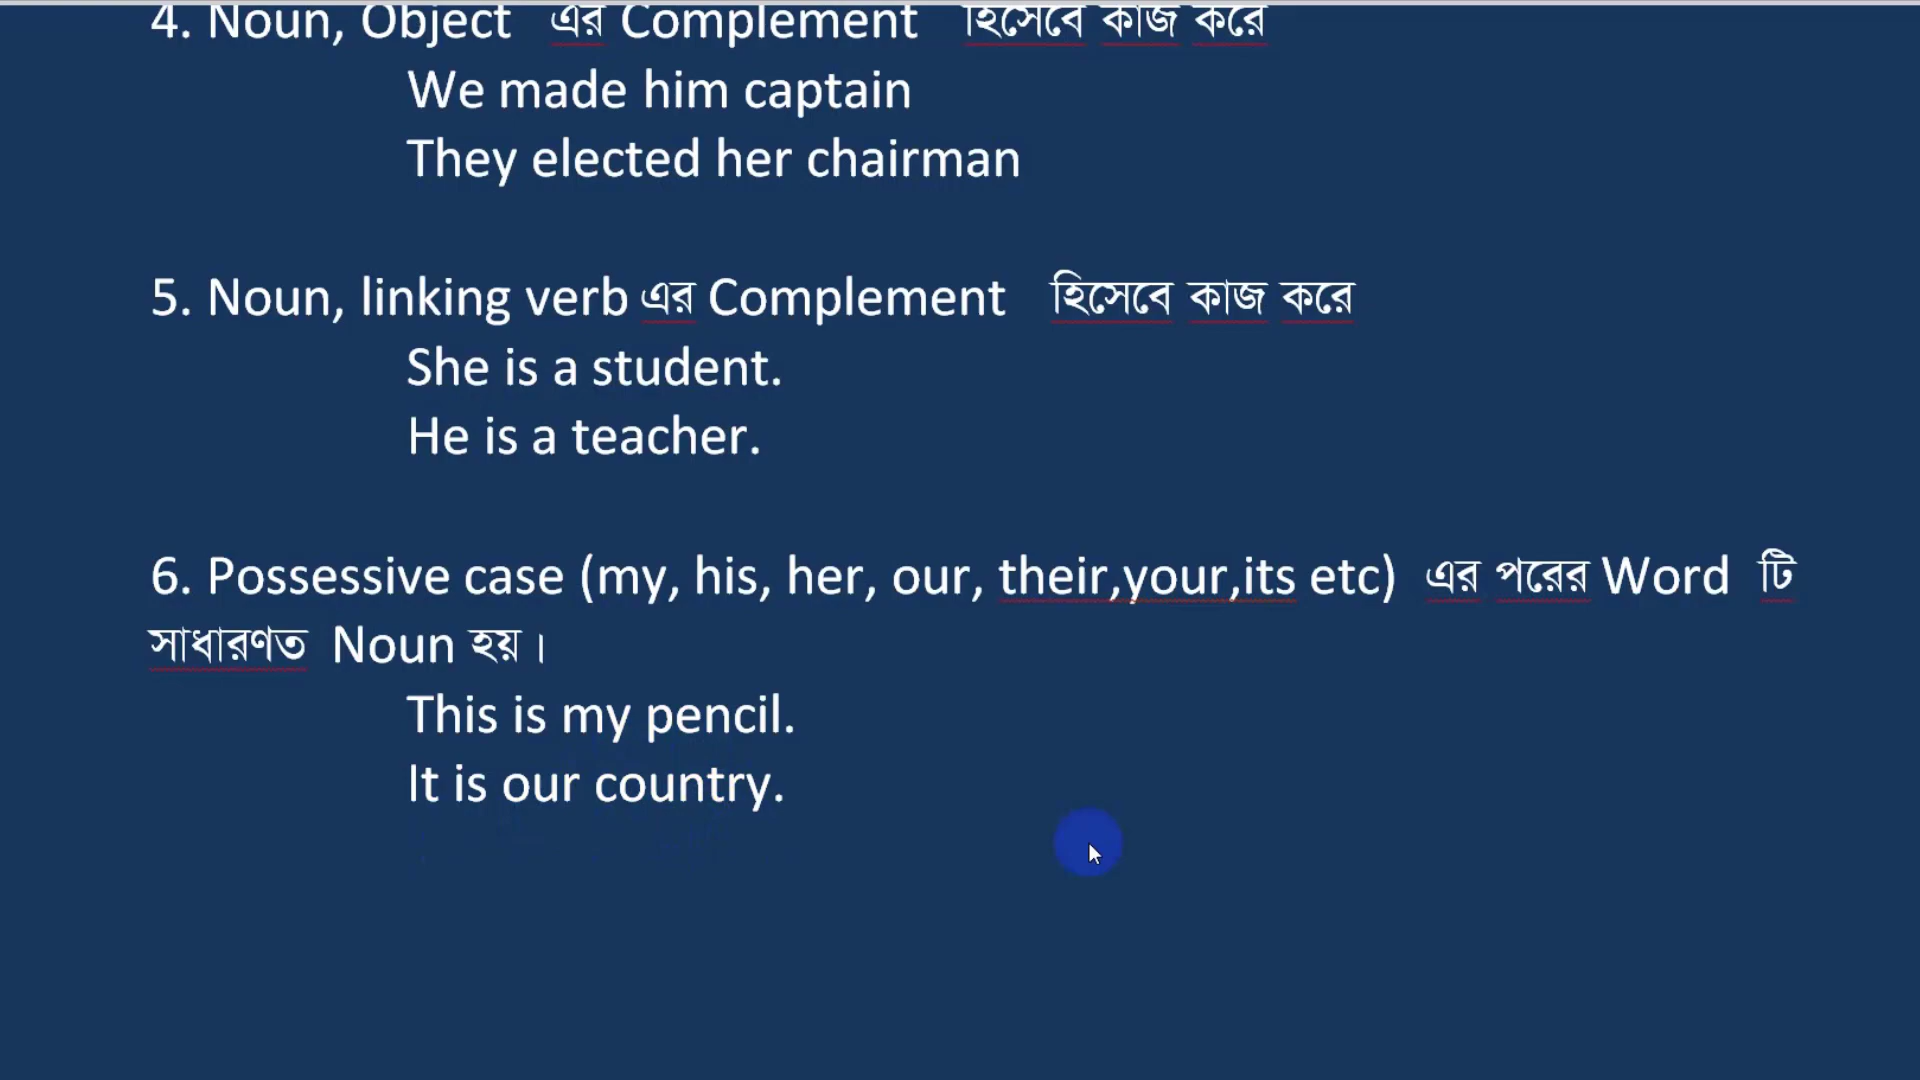 4. Noun, Object এর Complement হিসেবে কাজ করে
We made him captain
They elected her chairman
5. Noun, linking verb এর Complement হিসেবে কাজ করে
She is a student.
He is a teacher.
6. Possessive case (my, his, her, our, their,your,its etc) এর পরের Word টি
সাধারণত Noun হয়।
This is my pencil.
It is our country.